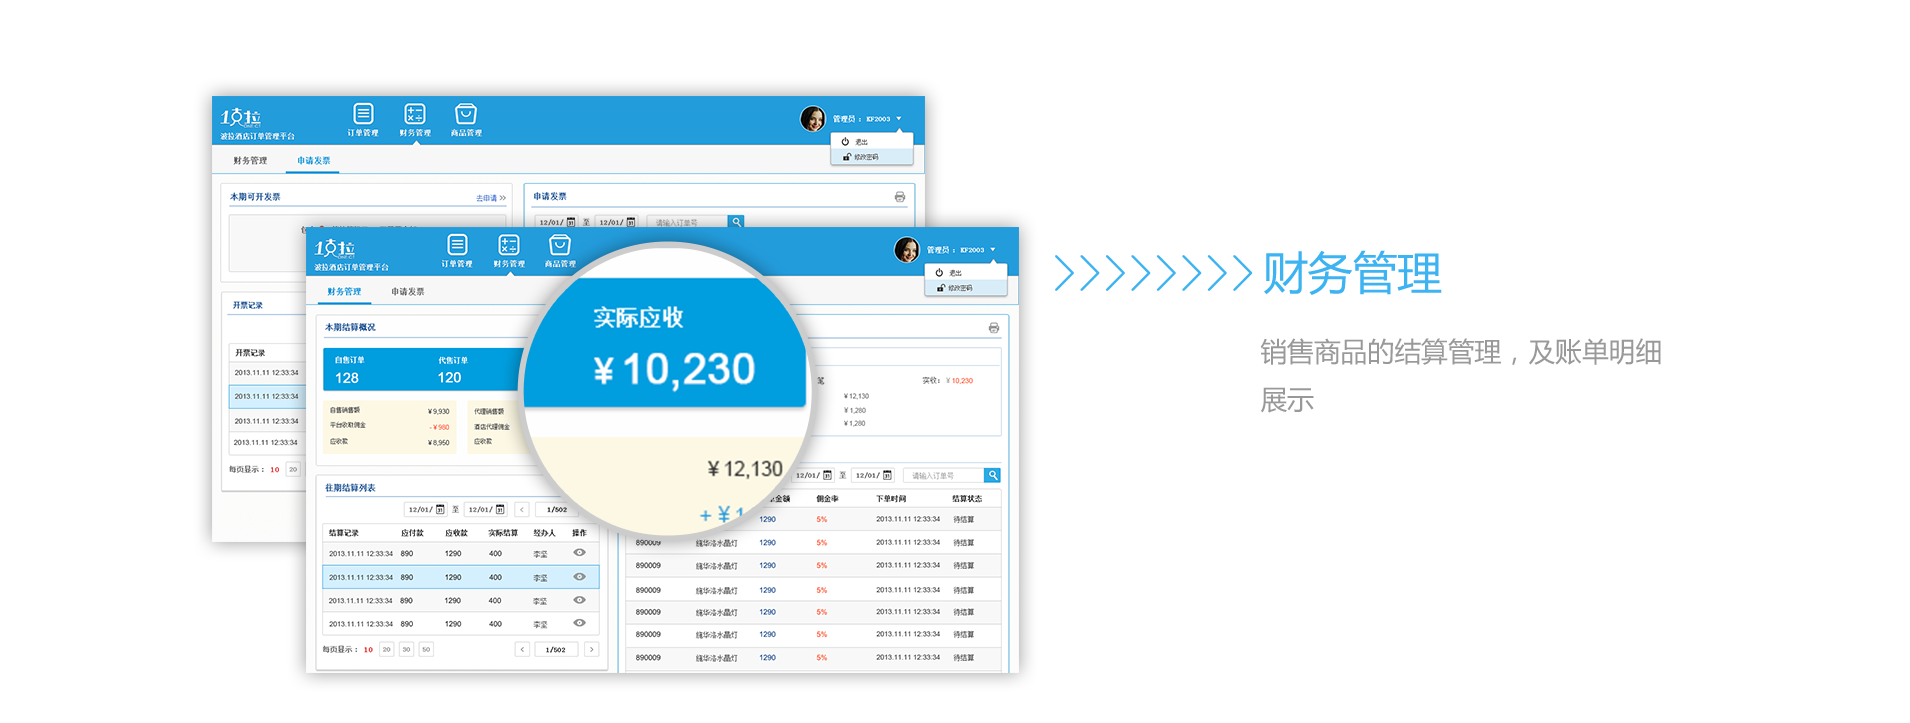 波拉酒店订单管理平台
订单管理
财务管理
商品管理
管理员： KF2003
退出
修改密码
财务管理 申请发票
本期可开发票 去申请 >>
申请发票
12/01/ 至 12/01/ 请输入订单号
开票记录
开票记录
2013.11.11 12:33:34
2013.11.11 12:33:34
2013.11.11 12:33:34
2013.11.11 12:33:34
每页显示： 10 20
波拉酒店订单管理平台
订单管理
财务管理
商品管理
管理员： KF2003
退出
修改密码
财务管理 申请发票
本期结算概况
自售订单 代售订单
128 120
自售销售额 ¥9,930
平台收取佣金 -¥980
应收款 ¥8,950
代理销售额
酒店代理佣金
应收款
实际应收
¥10,230
¥12,130
+ ¥1
笔 实收： ¥10,230
¥12,130
¥1,280
¥1,280
往期结算列表
12/01/ 至 12/01/ < 1/502
结算记录 应付款 应收款 实际结算 经办人 操作
2013.11.11 12:33:34 890 1290 400 李坚
2013.11.11 12:33:34 890 1290 400 李坚
2013.11.11 12:33:34 890 1290 400 李坚
2013.11.11 12:33:34 890 1290 400 李坚
每页显示： 10 20 30 50 < 1/502 >
12/01/ 至 12/01/ 请输入订单号
金额 佣金率 下单时间 结算状态
1290 5% 2013.11.11 12:33:34 待结算
890009 施华洛水晶灯 1290 5% 2013.11.11 12:33:34 待结算
890009 施华洛水晶灯 1290 5% 2013.11.11 12:33:34 待结算
890009 施华洛水晶灯 1290 5% 2013.11.11 12:33:34 待结算
890009 施华洛水晶灯 1290 5% 2013.11.11 12:33:34 待结算
890009 施华洛水晶灯 1290 5% 2013.11.11 12:33:34 待结算
890009 施华洛水晶灯 1290 5% 2013.11.11 12:33:34 待结算
财务管理
销售商品的结算管理，及账单明细
展示